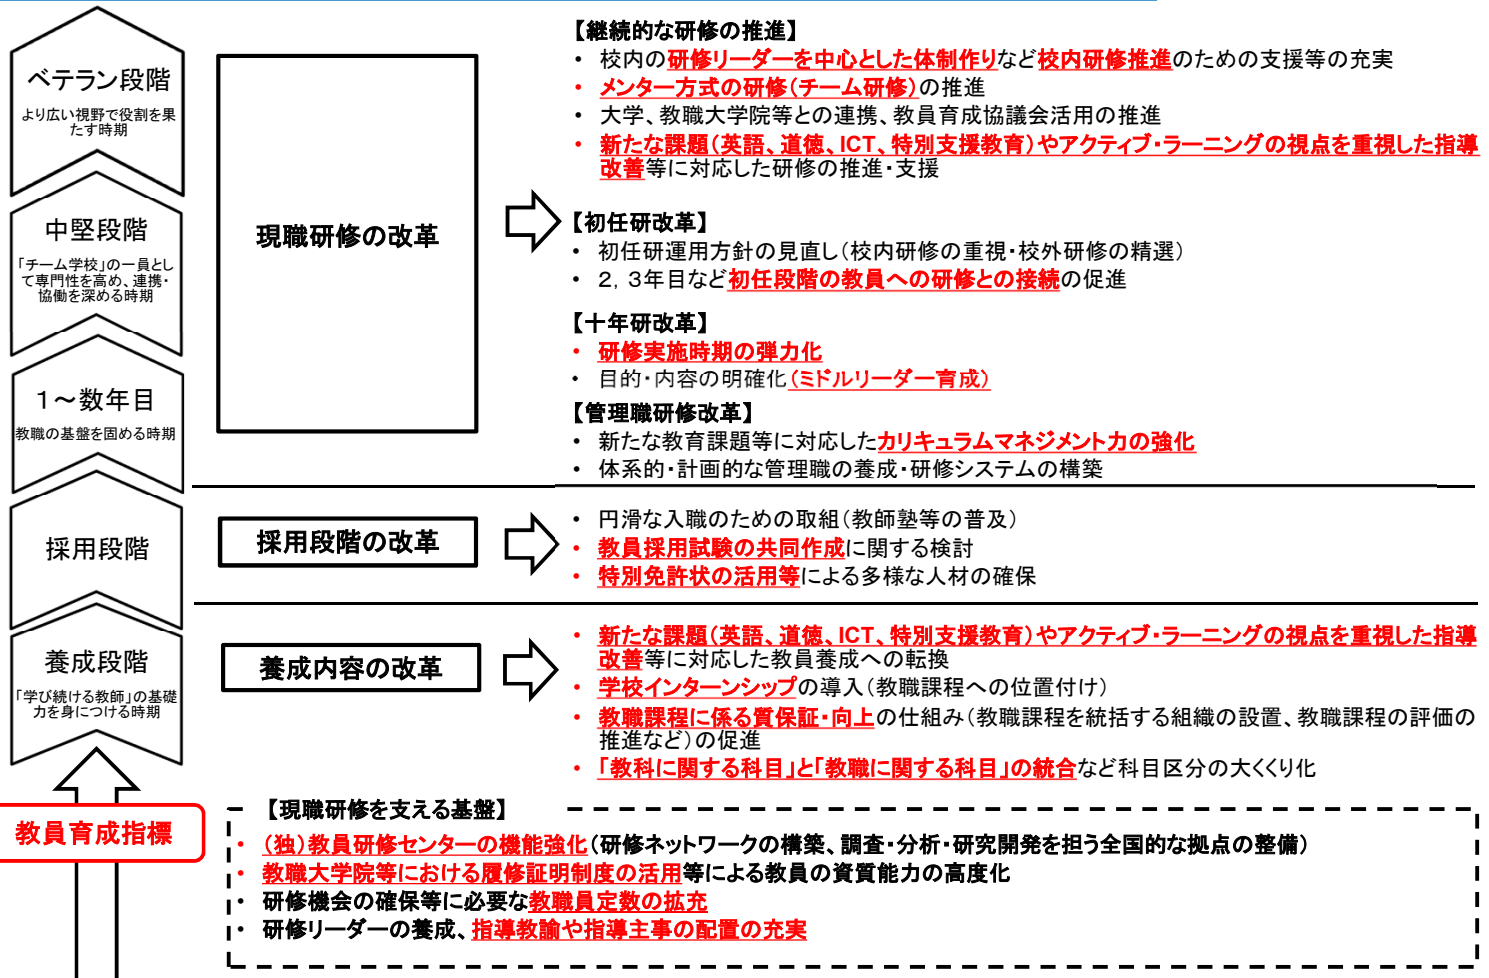 ベテラン段階
より広い視野で役割を果
たす時期
中堅段階
「チーム学校」の一員とし
て専門性を高め、連携・
協働を深める時期
1~数年目
教職の基盤を固める時期
採用段階
養成段階
「学び続ける教師」の基礎
力を身につける時期
教員育成指標
現職研修の改革
【継続的な研修の推進】
• 校内の研修リーダーを中心とした体制作りなど校内研修推進のための支援等の充実
• メンター方式の研修(チーム研修)の推進
• 大学、教職大学院等との連携、教員育成協議会活用の推進
• 新たな課題(英語、道徳、ICT、特別支援教育)やアクティブ・ラーニングの視点を重視した指導
改善等に対応した研修の推進・支援
【初任研改革】
• 初任研運用方針の見直し(校内研修の重視・校外研修の精選)
• 2,3年目など初任段階の教員への研修との接続の促進
【十年研改革】
• 研修実施時期の弾力化
• 目的・内容の明確化(ミドルリーダー育成)
【管理職研修改革】
• 新たな教育課題等に対応したカリキュラムマネジメント力の強化
• 体系的・計画的な管理職の養成・研修システムの構築
採用段階の改革
• 円滑な入職のための取組(教師塾等の普及)
• 教員採用試験の共同作成に関する検討
• 特別免許状の活用等による多様な人材の確保
養成内容の改革
• 新たな課題(英語、道徳、ICT、特別支援教育)やアクティブ・ラーニングの視点を重視した指導
改善等に対応した教員養成への転換
• 学校インターンシップの導入(教職課程への位置付け)
• 教職課程に係る質保証・向上の仕組み(教職課程を統括する組織の設置、教職課程の評価の
推進など)の促進
• 「教科に関する科目」と「教職に関する科目」の統合など科目区分の大くくり化
【現職研修を支える基盤】
• (独)教員研修センターの機能強化(研修ネットワークの構築、調査・分析・研究開発を担う全国的な拠点の整備)
• 教職大学院等における履修証明制度の活用等による教員の資質能力の高度化
• 研修機会の確保等に必要な教職員定数の拡充
• 研修リーダーの養成、指導教諭や指導主事の配置の充実